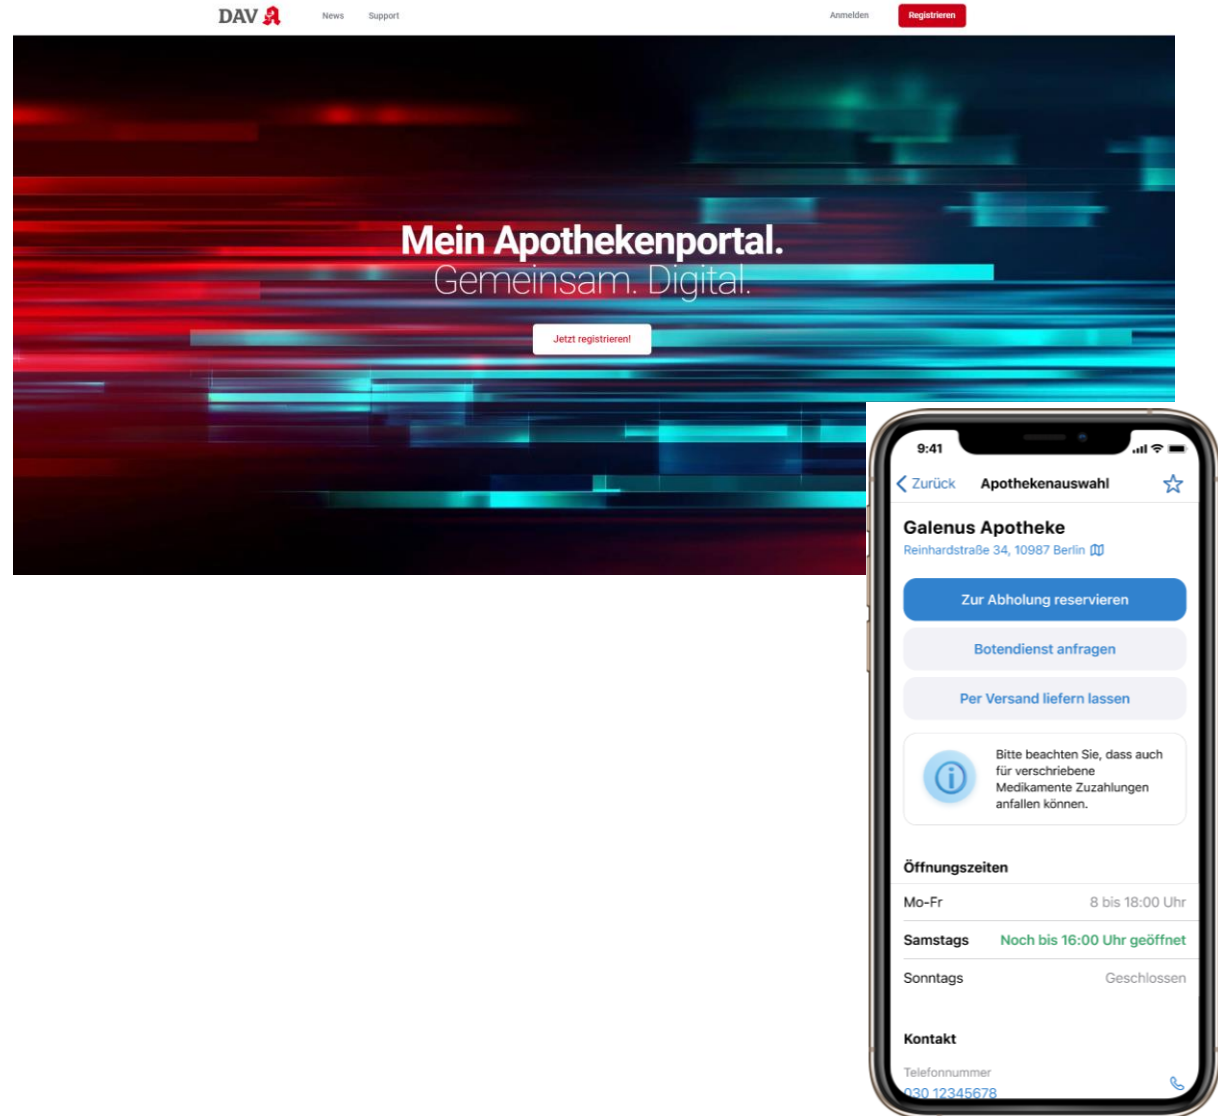 DAV
News
Support
Anmelden
Registrieren
Mein Apothekenportal.
Gemeinsam. Digital.
Jetzt registrieren!
9:41
Zurück
Apothekenauswahl
Galenus Apotheke
Reinhardstraße 34, 10987 Berlin
Zur Abholung reservieren
Botendienst anfragen
Per Versand liefern lassen
Bitte beachten Sie, dass auch
für verschriebene
Medikamente Zuzahlungen
anfallen können.
Öffnungszeiten
Mo-Fr 8 bis 18:00 Uhr
Samstags Noch bis 16:00 Uhr geöffnet
Sonntags Geschlossen
Kontakt
Telefonnummer
030 12345678